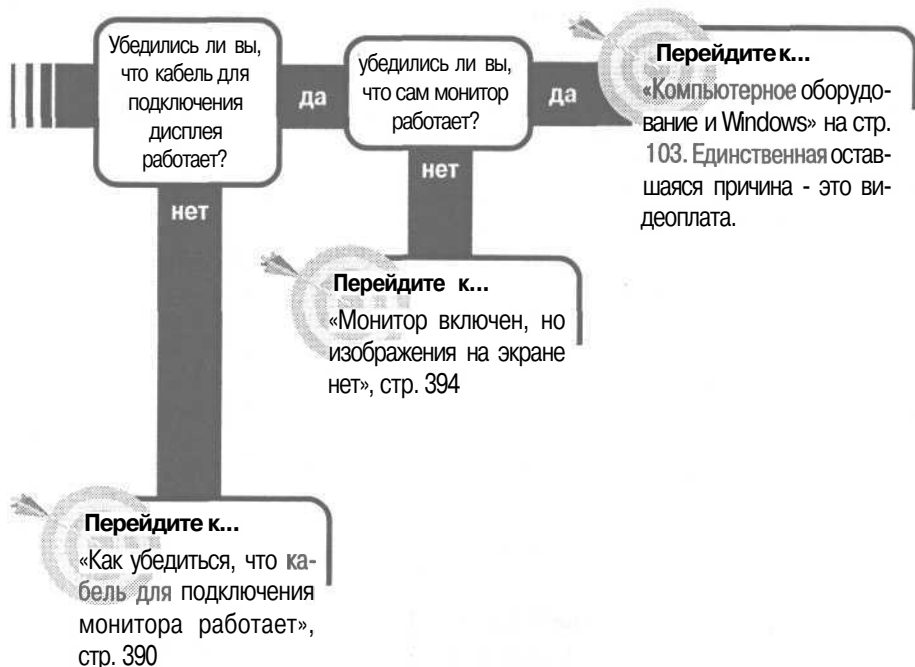 Убедились ли вы,
что кабель для
подключения
дисплея
работает?
да
убедились ли вы,
что сам монитор
работает?
да
Перейдите к...
«Компьютерное оборудо-
вание и Windows» на стр.
103. Единственная остав-
шаяся причина - это ви-
деоплата.
нет
нет
Перейдите к...
«Монитор включен, но
изображения на экране
нет», стр. 394
Перейдите к...
«Как убедиться, что ка-
бель для подключения
монитора работает»,
стр. 390